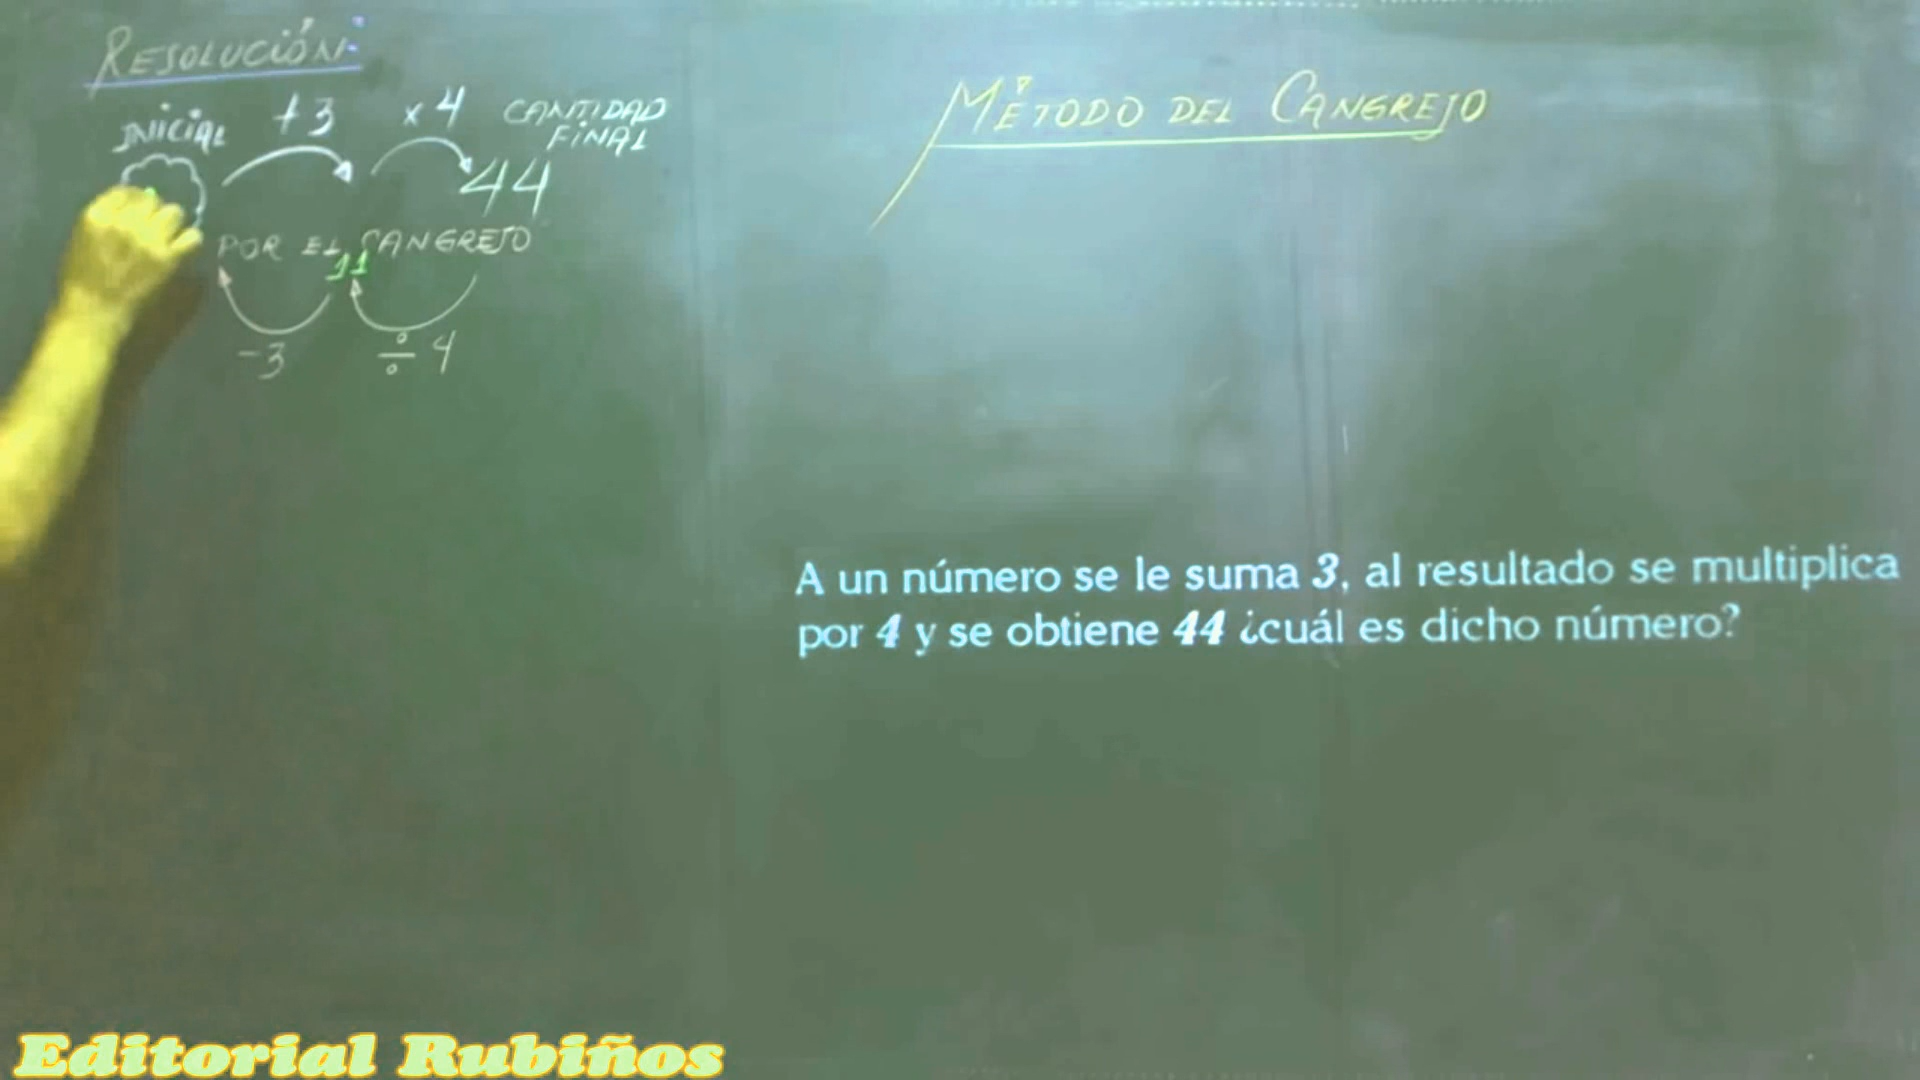 RESOLUCIÓN:
INICIAL +3 ×4 CANTIDAD
FINAL
44
POR EL CANGREJO
11
-3 ÷ 4
MÉTODO DEL CANGREJO
A un número se le suma 3, al resultado se multiplica
por 4 y se obtiene 44 ¿cuál es dicho número?
Editorial Rubiños